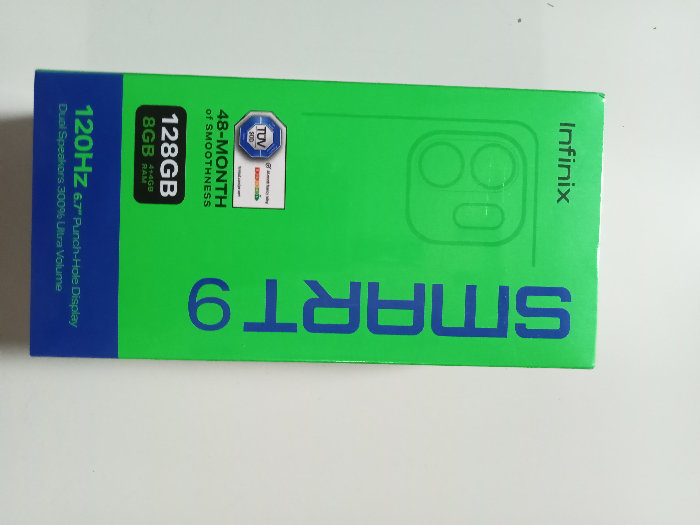 Infinix
SMART 9
TÜV
48-MONTH
of SMOOTHNESS
128GB
8GB 4+4GB
RAM
120Hz 6.7" Punch-Hole Display
Dual Speakers 300% Ultra Volume